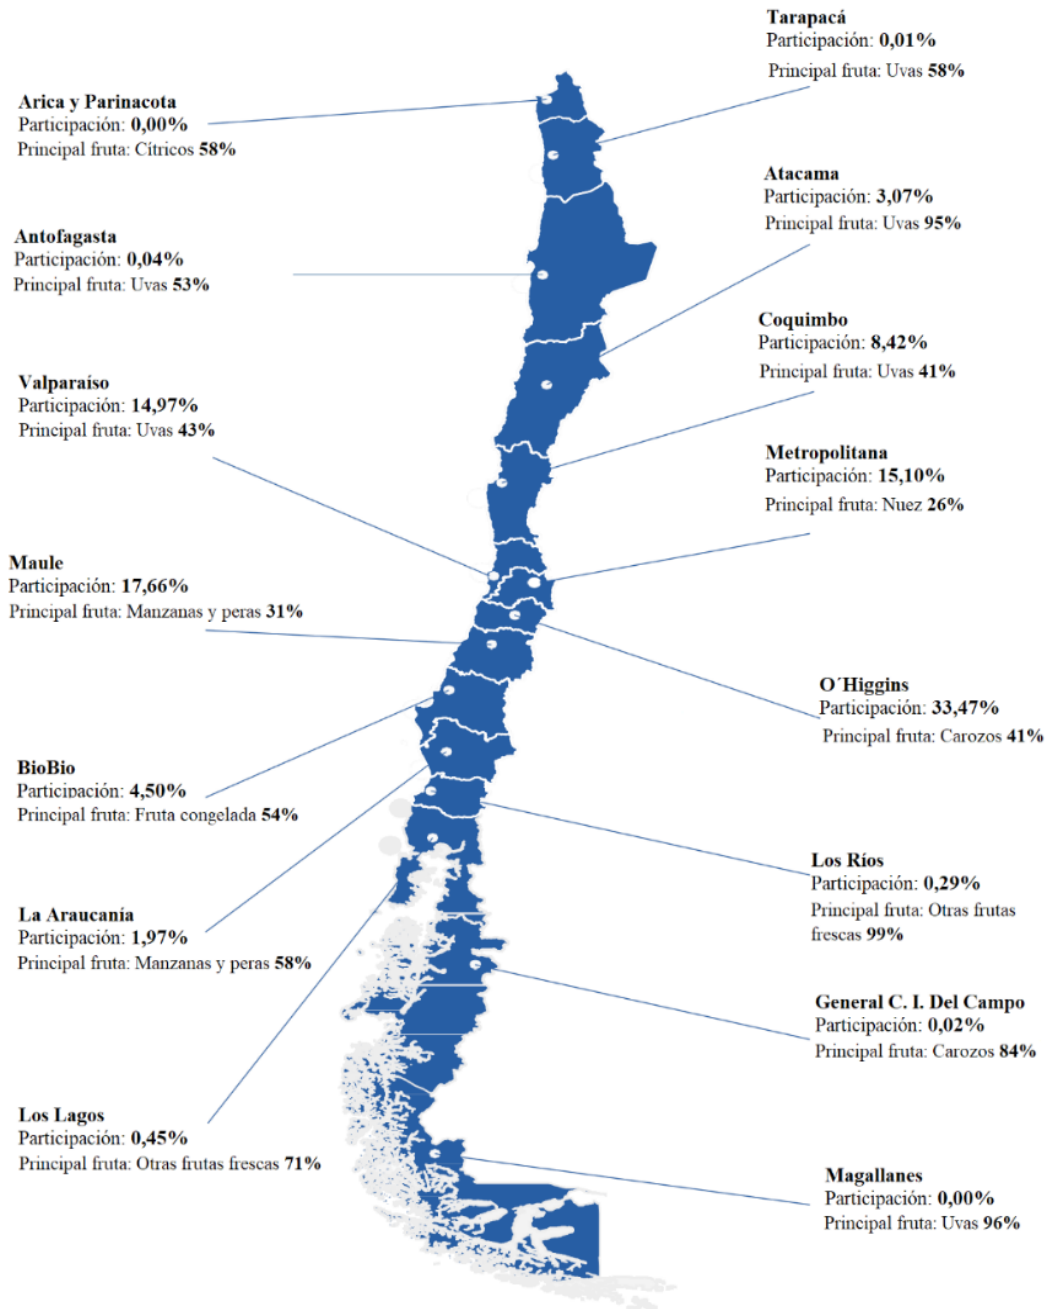 Tarapacá
Participación: 0,01%
Principal fruta: Uvas 58%
Arica y Parinacota
Participación: 0,00%
Principal fruta: Cítricos 58%
Atacama
Participación: 3,07%
Principal fruta: Uvas 95%
Antofagasta
Participación: 0,04%
Principal fruta: Uvas 53%
Coquimbo
Participación: 8,42%
Principal fruta: Uvas 41%
Valparaíso
Participación: 14,97%
Principal fruta: Uvas 43%
Metropolitana
Participación: 15,10%
Principal fruta: Nuez 26%
Maule
Participación: 17,66%
Principal fruta: Manzanas y peras 31%
O´Higgins
Participación: 33,47%
Principal fruta: Carozos 41%
BioBio
Participación: 4,50%
Principal fruta: Fruta congelada 54%
Los Ríos
Participación: 0,29%
Principal fruta: Otras frutas
frescas 99%
La Araucanía
Participación: 1,97%
Principal fruta: Manzanas y peras 58%
General C. I. Del Campo
Participación: 0,02%
Principal fruta: Carozos 84%
Los Lagos
Participación: 0,45%
Principal fruta: Otras frutas frescas 71%
Magallanes
Participación: 0,00%
Principal fruta: Uvas 96%